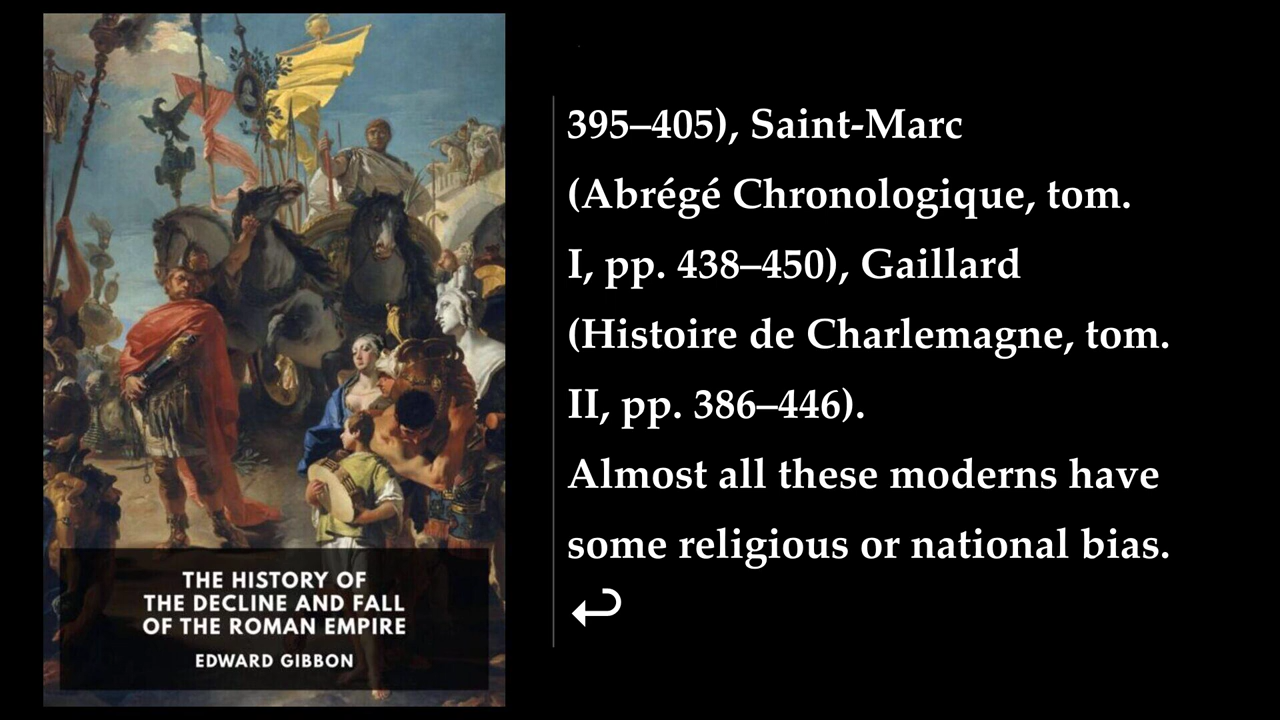 THE HISTORY OF
THE DECLINE AND FALL
OF THE ROMAN EMPIRE
EDWARD GIBBON
395–405), Saint-Marc
(Abrégé Chronologique, tom.
I, pp. 438–450), Gaillard
(Histoire de Charlemagne, tom.
II, pp. 386–446).
Almost all these moderns have
some religious or national bias.
↩